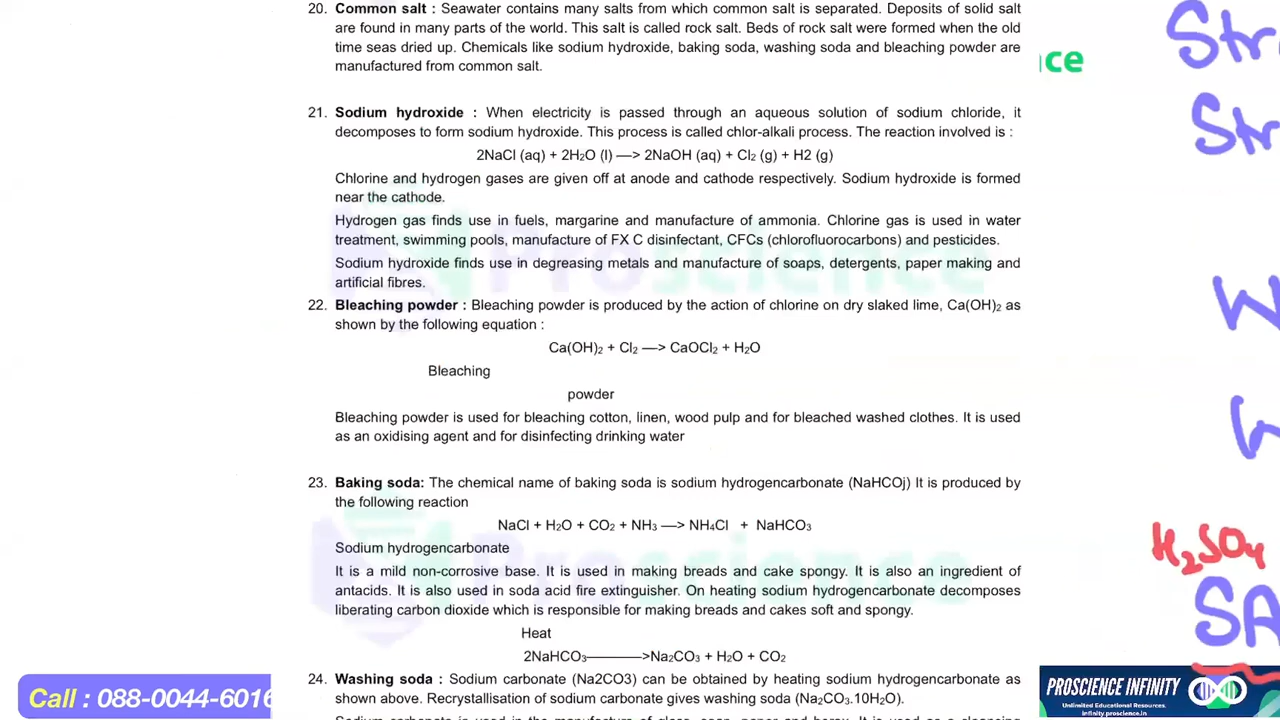 20. Common salt : Seawater contains many salts from which common salt is separated. Deposits of solid salt
are found in many parts of the world. This salt is called rock salt. Beds of rock salt were formed when the old
time seas dried up. Chemicals like sodium hydroxide, baking soda, washing soda and bleaching powder are
manufactured from common salt.
21. Sodium hydroxide : When electricity is passed through an aqueous solution of sodium chloride, it
decomposes to form sodium hydroxide. This process is called chlor-alkali process. The reaction involved is :
2NaCl (aq) + 2H₂O (l) —> 2NaOH (aq) + Cl₂ (g) + H2 (g)
Chlorine and hydrogen gases are given off at anode and cathode respectively. Sodium hydroxide is formed
near the cathode.
Hydrogen gas finds use in fuels, margarine and manufacture of ammonia. Chlorine gas is used in water
treatment, swimming pools, manufacture of FX C disinfectant, CFCs (chlorofluorocarbons) and pesticides.
Sodium hydroxide finds use in degreasing metals and manufacture of soaps, detergents, paper making and
artificial fibres.
22. Bleaching powder : Bleaching powder is produced by the action of chlorine on dry slaked lime, Ca(OH)₂ as
shown by the following equation :
Ca(OH)₂ + Cl₂ —> CaOCl₂ + H₂O
Bleaching
powder
Bleaching powder is used for bleaching cotton, linen, wood pulp and for bleached washed clothes. It is used
as an oxidising agent and for disinfecting drinking water
23. Baking soda: The chemical name of baking soda is sodium hydrogencarbonate (NaHCOj) It is produced by
the following reaction
NaCl + H₂O + CO₂ + NH₃ —> NH₄Cl + NaHCO₃
Sodium hydrogencarbonate
It is a mild non-corrosive base. It is used in making breads and cake spongy. It is also an ingredient of
antacids. It is also used in soda acid fire extinguisher. On heating sodium hydrogencarbonate decomposes
liberating carbon dioxide which is responsible for making breads and cakes soft and spongy.
Heat
2NaHCO₃———>Na₂CO₃ + H₂O + CO₂
24. Washing soda : Sodium carbonate (Na2CO3) can be obtained by heating sodium hydrogencarbonate as
shown above. Recrystallisation of sodium carbonate gives washing soda (Na₂CO₃.10H₂O).
Proscience
Proscience
ce
Str
Str
W
H₂SO₄
SA
Call : 088-0044-6016
PROSCIENCE INFINITY
Unlimited Educational Resources.
infinity.proscience.in